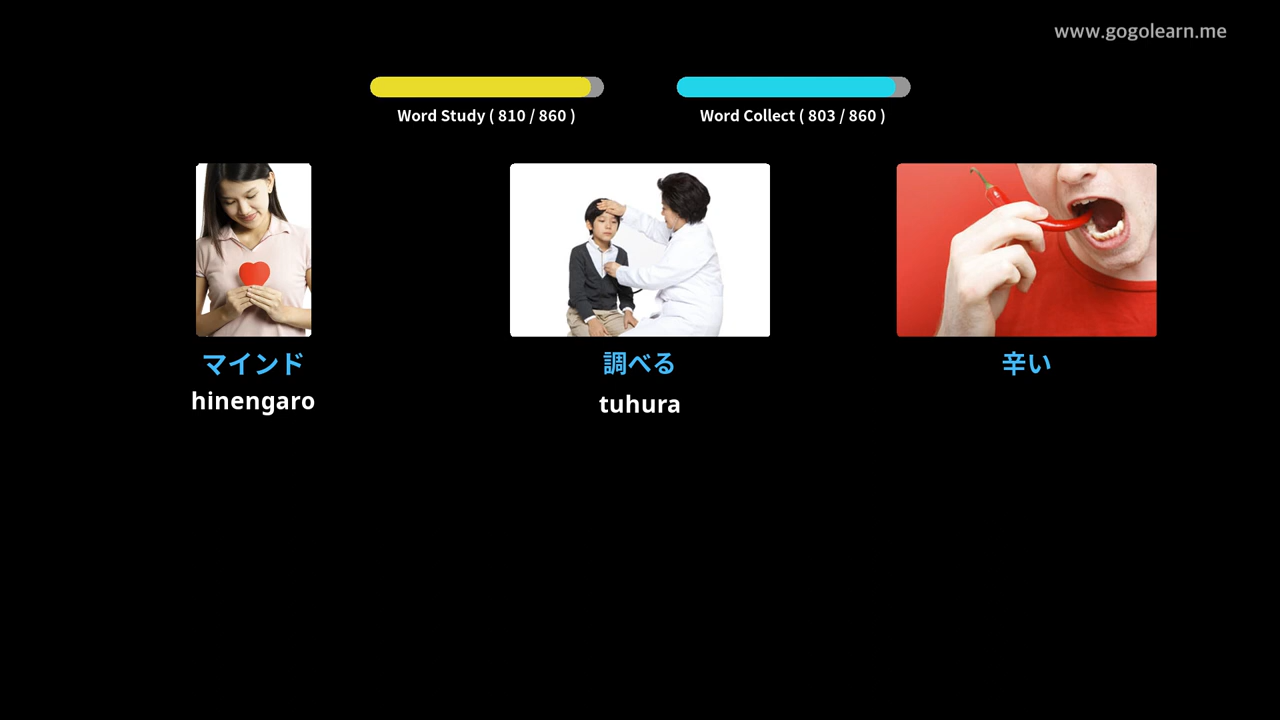 www.gogolearn.me
Word Study ( 810 / 860 )
Word Collect ( 803 / 860 )
マインド
hinengaro
調べる
tuhura
辛い